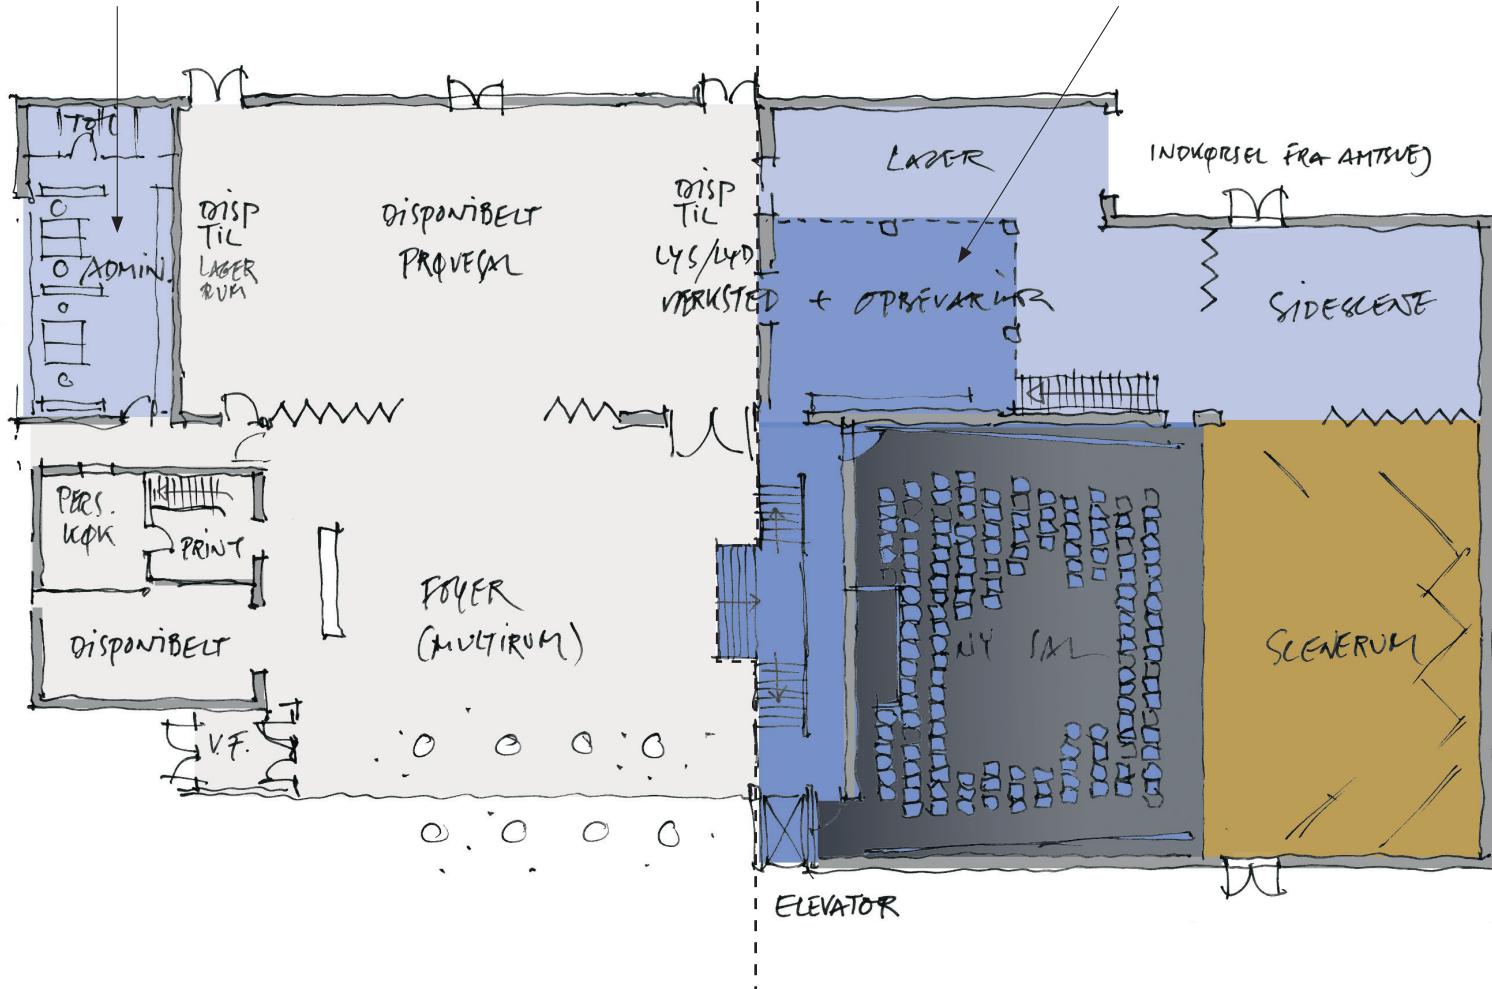 TOIL
ADMIN.
DISP
TIL
LAGER
RUM
DISPONIBELT
PRØVESAL
DISP
TIL
LYS/LYD
VÆRKSTED + OPBEVARING
LAGER
INDKØRSEL FRA AMTSVEJ
SIDESCENE
PERS.
KØK
PRINT
DISPONIBELT
V.F.
FOYER
(MULTIRUM)
NY SAL
SCENERUM
ELEVATOR